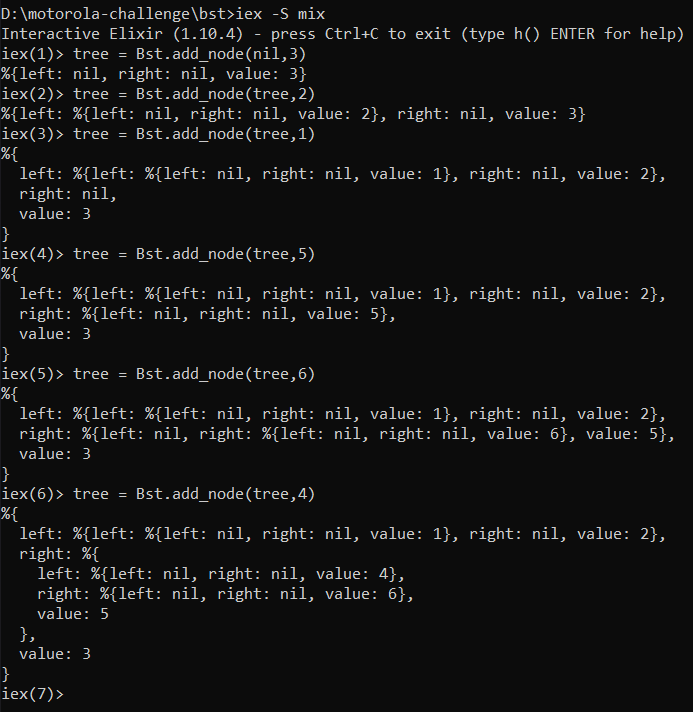 D:\motorola-challenge\bst>iex -S mix
Interactive Elixir (1.10.4) - press Ctrl+C to exit (type h() ENTER for help)
iex(1)> tree = Bst.add_node(nil,3)
%{left: nil, right: nil, value: 3}
iex(2)> tree = Bst.add_node(tree,2)
%{left: %{left: nil, right: nil, value: 2}, right: nil, value: 3}
iex(3)> tree = Bst.add_node(tree,1)
%{
  left: %{left: %{left: nil, right: nil, value: 1}, right: nil, value: 2},
  right: nil,
  value: 3
}
iex(4)> tree = Bst.add_node(tree,5)
%{
  left: %{left: %{left: nil, right: nil, value: 1}, right: nil, value: 2},
  right: %{left: nil, right: nil, value: 5},
  value: 3
}
iex(5)> tree = Bst.add_node(tree,6)
%{
  left: %{left: %{left: nil, right: nil, value: 1}, right: nil, value: 2},
  right: %{left: nil, right: %{left: nil, right: nil, value: 6}, value: 5},
  value: 3
}
iex(6)> tree = Bst.add_node(tree,4)
%{
  left: %{left: %{left: nil, right: nil, value: 1}, right: nil, value: 2},
  right: %{
    left: %{left: nil, right: nil, value: 4},
    right: %{left: nil, right: nil, value: 6},
    value: 5
  },
  value: 3
}
iex(7)>